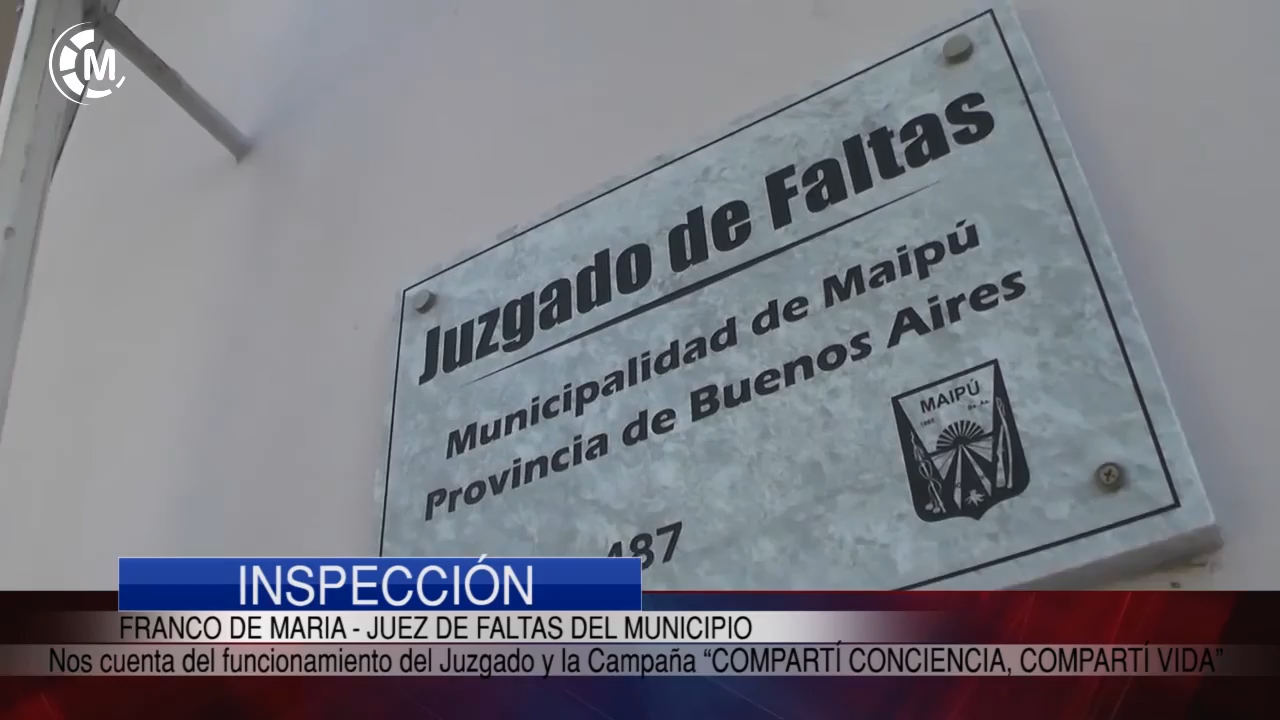 M
Juzgado de Faltas
Municipalidad de Maipú
Provincia de Buenos Aires
MAIPÚ
487
INSPECCIÓN
FRANCO DE MARIA - JUEZ DE FALTAS DEL MUNICIPIO
Nos cuenta del funcionamiento del Juzgado y la Campaña “COMPARTÍ CONCIENCIA, COMPARTÍ VIDA”